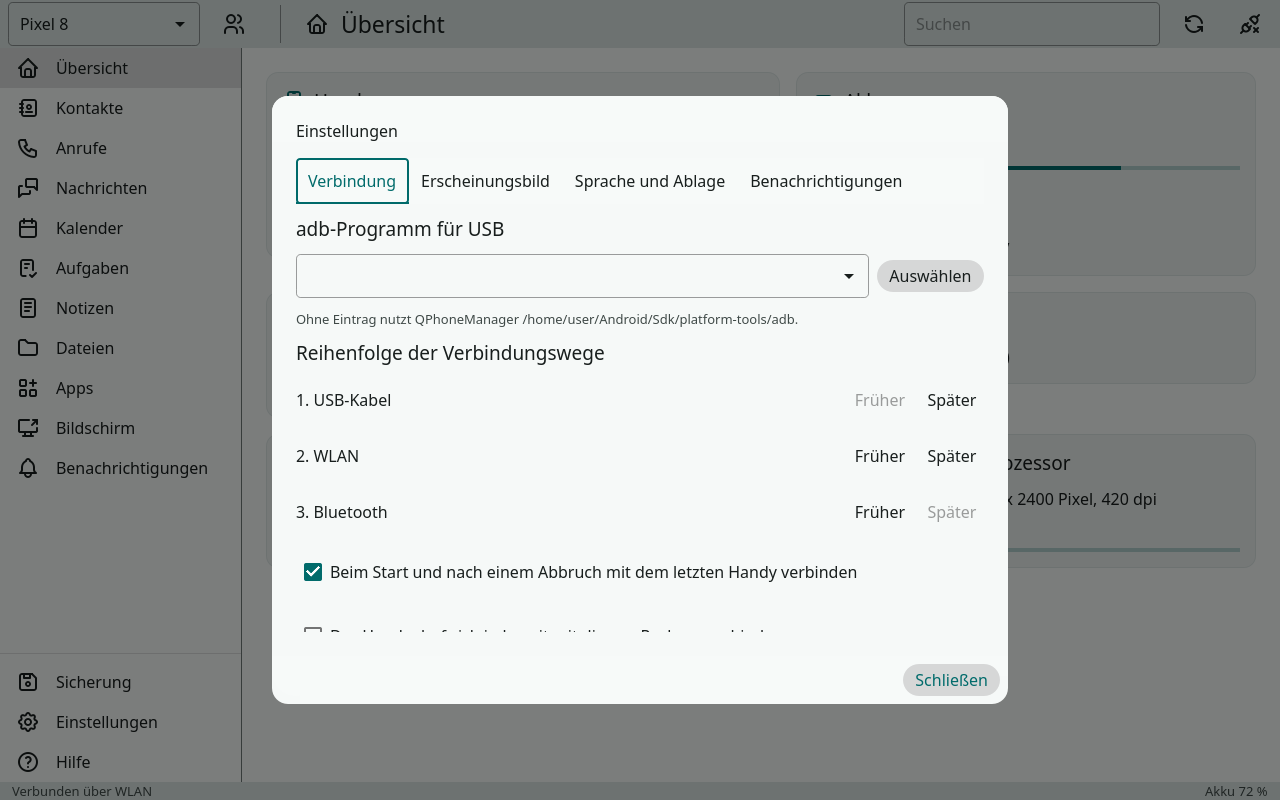 Pixel 8
Übersicht
Suchen
Übersicht
Kontakte
Anrufe
Nachrichten
Kalender
Aufgaben
Notizen
Dateien
Apps
Bildschirm
Benachrichtigungen
Sicherung
Einstellungen
Hilfe
Einstellungen
Verbindung
Erscheinungsbild
Sprache und Ablage
Benachrichtigungen
adb-Programm für USB
Auswählen
Ohne Eintrag nutzt QPhoneManager /home/user/Android/Sdk/platform-tools/adb.
Reihenfolge der Verbindungswege
1. USB-Kabel Früher Später
2. WLAN Früher Später
3. Bluetooth Früher Später
Beim Start und nach einem Abbruch mit dem letzten Handy verbinden
Schließen
2400 Pixel, 420 dpi
Verbunden über WLAN
Akku 72 %